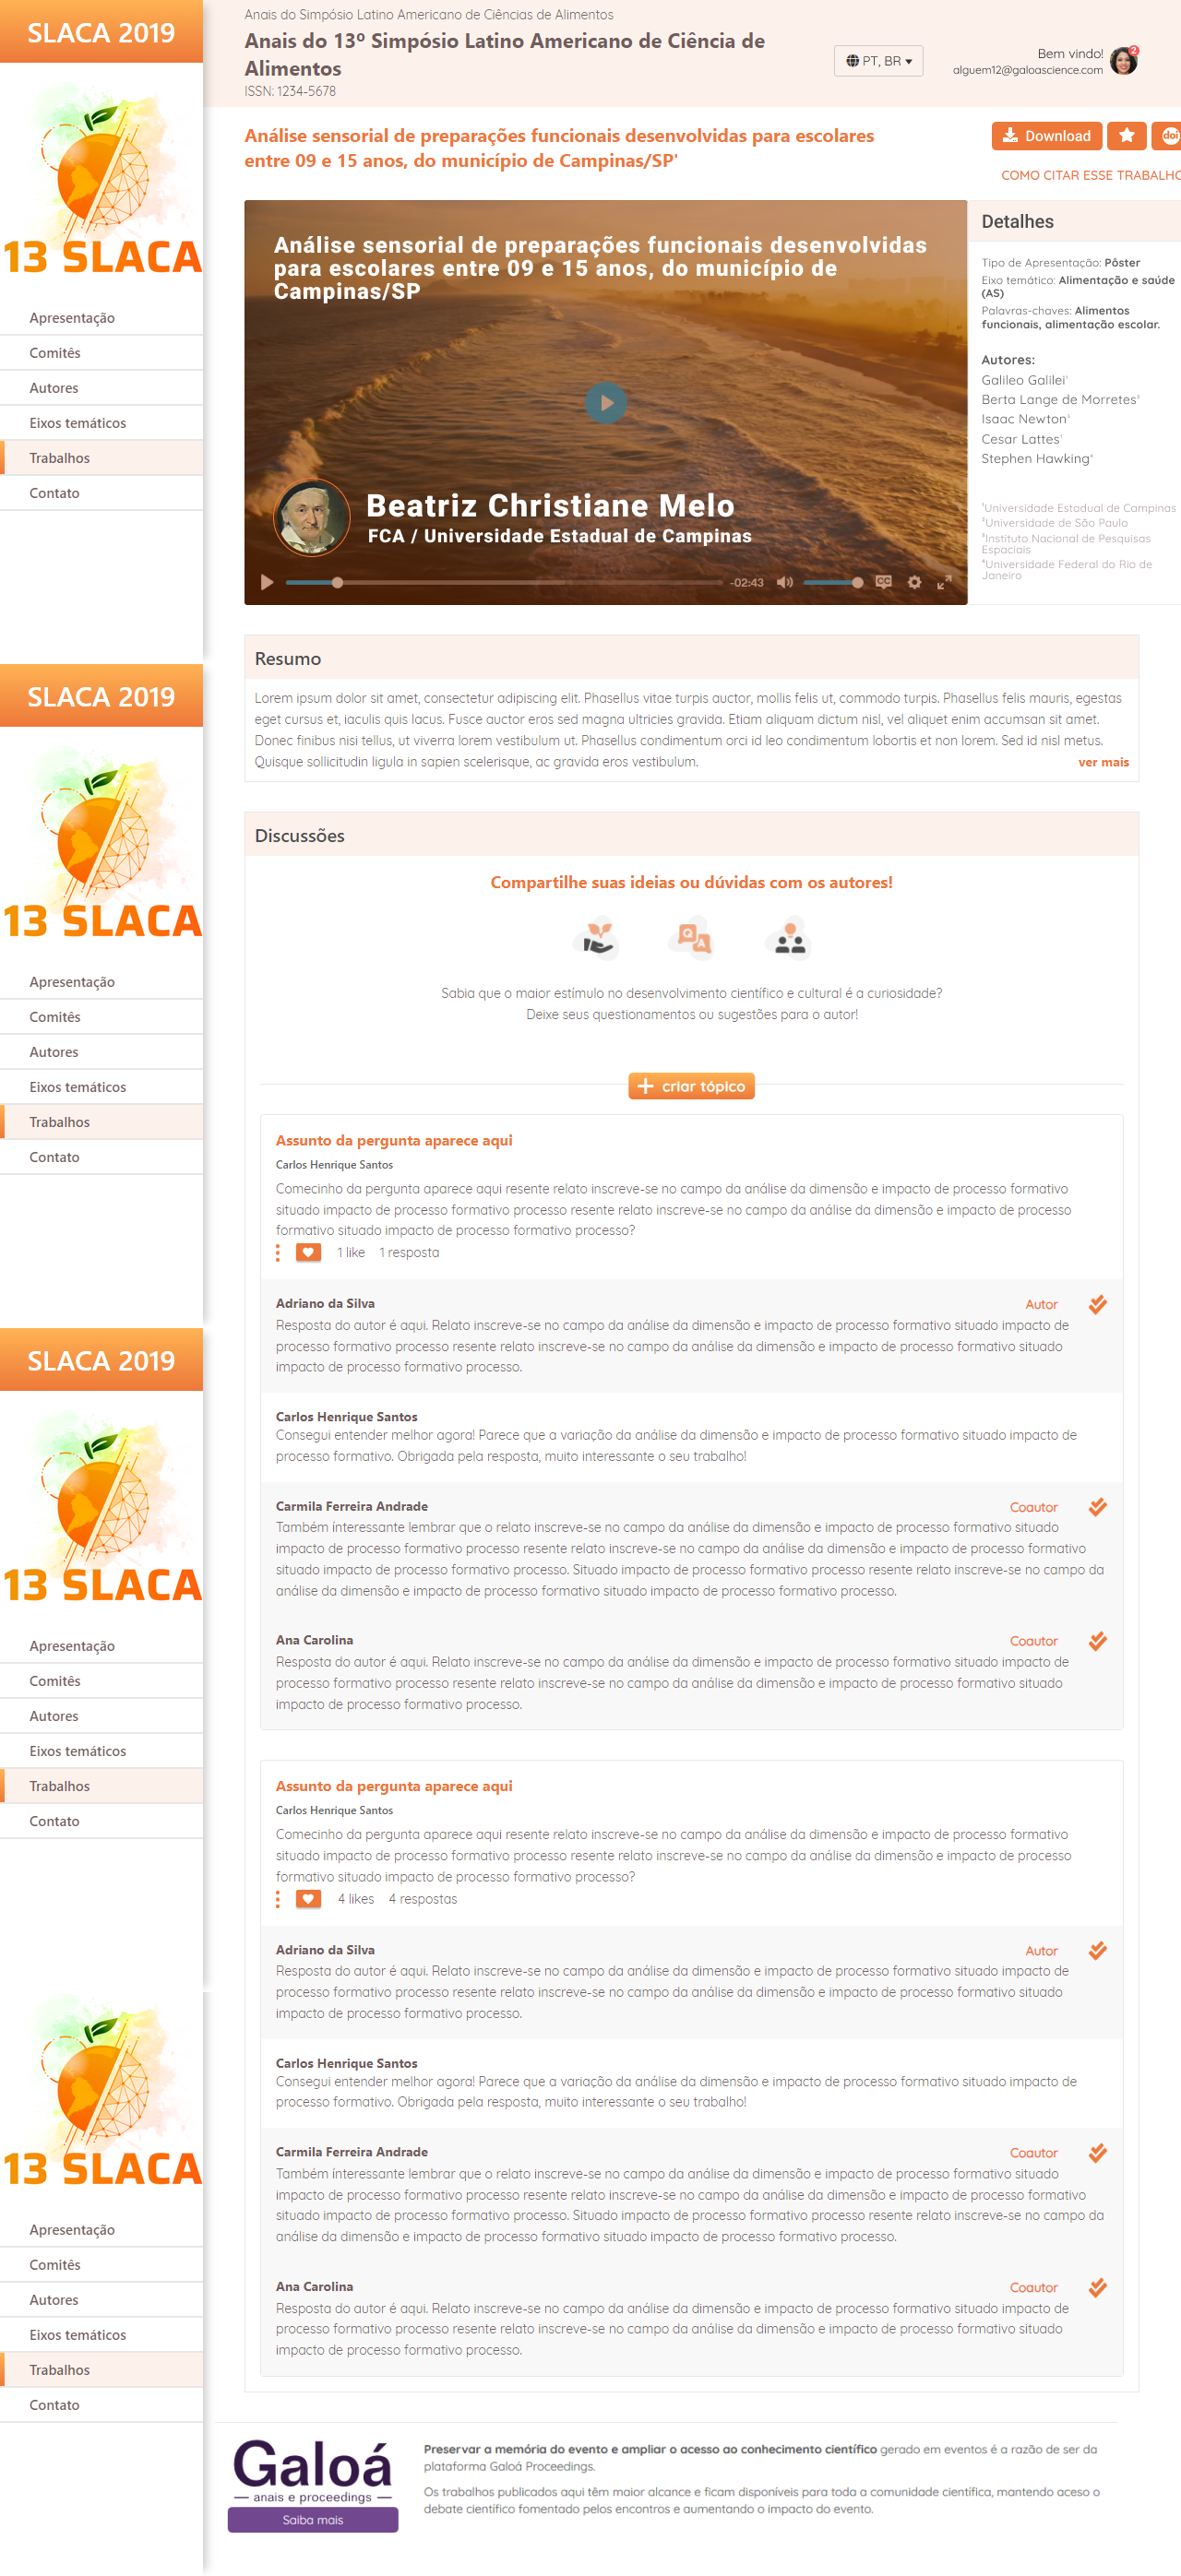 SLACA 2019
13 SLACA
Apresentação
Comitês
Autores
Eixos temáticos
Trabalhos
Contato
SLACA 2019
13 SLACA
Apresentação
Comitês
Autores
Eixos temáticos
Trabalhos
Contato
SLACA 2019
13 SLACA
Apresentação
Comitês
Autores
Eixos temáticos
Trabalhos
Contato
13 SLACA
Apresentação
Comitês
Autores
Eixos temáticos
Trabalhos
Contato
Anais do Simpósio Latino Americano de Ciências de Alimentos
Anais do 13º Simpósio Latino Americano de Ciência de
Alimentos
ISSN: 1234-5678
PT, BR
Bem vindo!
alguem12@galoascience.com
2
Análise sensorial de preparações funcionais desenvolvidas para escolares
entre 09 e 15 anos, do município de Campinas/SP'
Download
doi
COMO CITAR ESSE TRABALHO
Análise sensorial de preparações funcionais desenvolvidas
para escolares entre 09 e 15 anos, do município de
Campinas/SP
Beatriz Christiane Melo
FCA / Universidade Estadual de Campinas
-02:43
CC
Detalhes
Tipo de Apresentação: Pôster
Eixo temático: Alimentação e saúde
(AS)
Palavras-chaves: Alimentos
funcionais, alimentação escolar.
Autores:
Galileo Galilei
Berta Lange de Morretes
Isaac Newton
Cesar Lattes
Stephen Hawking
¹Universidade Estadual de Campinas
²Universidade de São Paulo
³Instituto Nacional de Pesquisas
Espaciais
⁴Universidade Federal do Rio de
Janeiro
Resumo
Lorem ipsum dolor sit amet, consectetur adipiscing elit. Phasellus vitae turpis auctor, mollis felis ut, commodo turpis. Phasellus felis mauris, egestas
eget cursus et, iaculis quis lacus. Fusce auctor eros sed magna ultricies gravida. Etiam aliquam dictum nisl, vel aliquet enim accumsan sit amet.
Donec finibus nisi tellus, ut viverra lorem vestibulum ut. Phasellus condimentum orci id leo condimentum lobortis et non lorem. Sed id nisl metus.
Quisque sollicitudin ligula in sapien scelerisque, ac gravida eros vestibulum.
ver mais
Discussões
Compartilhe suas ideias ou dúvidas com os autores!
Q
A
Sabia que o maior estímulo no desenvolvimento científico e cultural é a curiosidade?
Deixe seus questionamentos ou sugestões para o autor!
criar tópico
Assunto da pergunta aparece aqui
Carlos Henrique Santos
Comecinho da pergunta aparece aqui resente relato inscreve-se no campo da análise da dimensão e impacto de processo formativo
situado impacto de processo formativo processo resente relato inscreve-se no campo da análise da dimensão e impacto de processo
formativo situado impacto de processo formativo processo?
1 like 1 resposta
Adriano da Silva
Autor
Resposta do autor é aqui. Relato inscreve-se no campo da análise da dimensão e impacto de processo formativo situado impacto de
processo formativo processo resente relato inscreve-se no campo da análise da dimensão e impacto de processo formativo situado
impacto de processo formativo processo.
Carlos Henrique Santos
Consegui entender melhor agora! Parece que a variação da análise da dimensão e impacto de processo formativo situado impacto de
processo formativo. Obrigada pela resposta, muito interessante o seu trabalho!
Carmila Ferreira Andrade
Coautor
Também ínteressante lembrar que o relato inscreve-se no campo da análise da dimensão e impacto de processo formativo situado
impacto de processo formativo processo resente relato inscreve-se no campo da análise da dimensão e impacto de processo formativo
situado impacto de processo formativo processo. Situado impacto de processo formativo processo resente relato inscreve-se no campo da
análise da dimensão e impacto de processo formativo situado impacto de processo formativo processo.
Ana Carolina
Coautor
Resposta do autor é aqui. Relato inscreve-se no campo da análise da dimensão e impacto de processo formativo situado impacto de
processo formativo processo resente relato inscreve-se no campo da análise da dimensão e impacto de processo formativo situado
impacto de processo formativo processo.
Assunto da pergunta aparece aqui
Carlos Henrique Santos
Comecinho da pergunta aparece aqui resente relato inscreve-se no campo da análise da dimensão e impacto de processo formativo
situado impacto de processo formativo processo resente relato inscreve-se no campo da análise da dimensão e impacto de processo
formativo situado impacto de processo formativo processo?
4 likes 4 respostas
Adriano da Silva
Autor
Resposta do autor é aqui. Relato inscreve-se no campo da análise da dimensão e impacto de processo formativo situado impacto de
processo formativo processo resente relato inscreve-se no campo da análise da dimensão e impacto de processo formativo situado
impacto de processo formativo processo.
Carlos Henrique Santos
Consegui entender melhor agora! Parece que a variação da análise da dimensão e impacto de processo formativo situado impacto de
processo formativo. Obrigada pela resposta, muito interessante o seu trabalho!
Carmila Ferreira Andrade
Coautor
Também ínteressante lembrar que o relato inscreve-se no campo da análise da dimensão e impacto de processo formativo situado
impacto de processo formativo processo resente relato inscreve-se no campo da análise da dimensão e impacto de processo formativo
situado impacto de processo formativo processo. Situado impacto de processo formativo processo resente relato inscreve-se no campo da
análise da dimensão e impacto de processo formativo situado impacto de processo formativo processo.
Ana Carolina
Coautor
Resposta do autor é aqui. Relato inscreve-se no campo da análise da dimensão e impacto de processo formativo situado impacto de
processo formativo processo resente relato inscreve-se no campo da análise da dimensão e impacto de processo formativo situado
impacto de processo formativo processo.
Galoá
anais e proceedings
Saiba mais
Preservar a memória do evento e ampliar o acesso ao conhecimento científico gerado em eventos é a razão de ser da
plataforma Galoá Proceedings.
Os trabalhos publicados aqui têm maior alcance e ficam disponíveis para toda a comunidade científica, mantendo aceso o
debate científico fomentado pelos encontros e aumentando o impacto do evento.